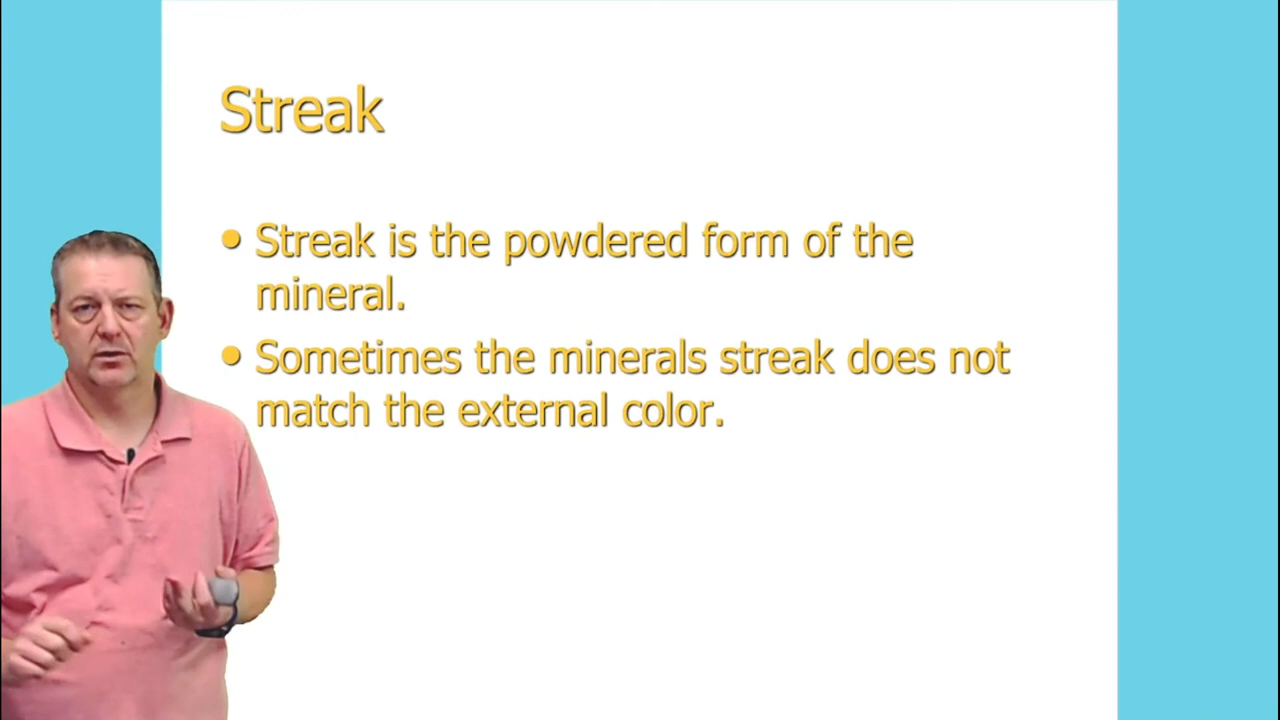 Streak
• Streak is the powdered form of the
mineral.
• Sometimes the minerals streak does not
match the external color.